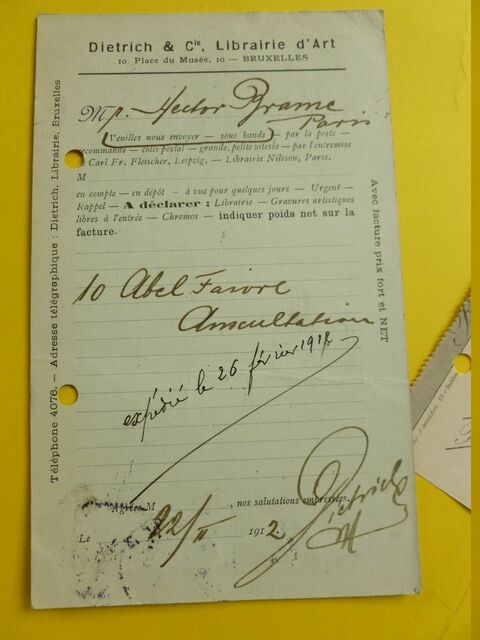 Dietrich & Cie, Librairie d'Art
10, Place du Musée, 10 — BRUXELLES
Mr. Hector Brame
Paris
Veuillez nous envoyer — sous bande — par la poste —
recommandé — colis postal — grande, petite vitesse — par l'entremise
Carl Fr. Fleischer, Leipzig, — Librairie Nilsson, Paris.
M
en compte — en dépôt — à vue pour quelques jours — Urgent —
Rappel — A déclarer : Librairie — Gravures artistiques
libres à l'entrée — Chromos — indiquer poids net sur la
facture.
10 Abel Faivre
Auscultation
expédié le 26 février 1912
Agréez M , nos salutations empressées.
Le 22/II 1912.
Dietrich
Téléphone 4076. — Adresse télégraphique : Dietrich, Librairie, Bruxelles
Avec facture prix fort et NET